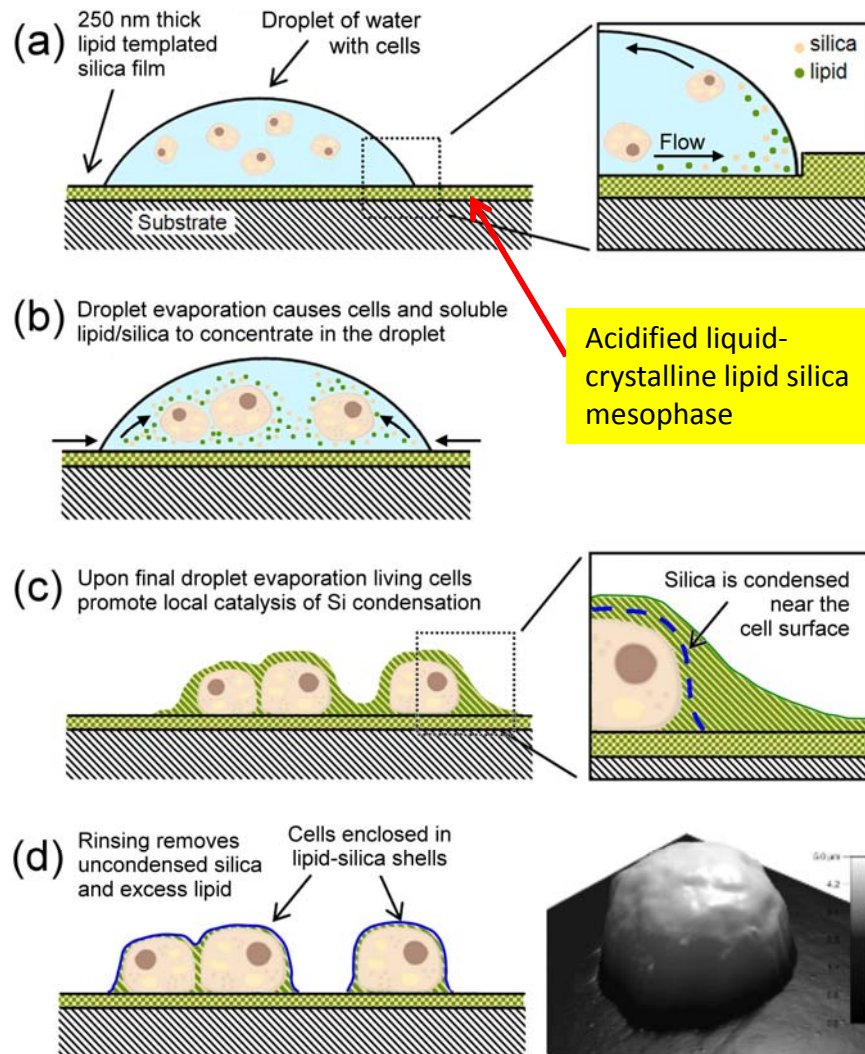 (a)
250 nm thick
lipid templated
silica film
Droplet of water
with cells
silica
lipid
Flow
Substrate
(b)
Droplet evaporation causes cells and soluble
lipid/silica to concentrate in the droplet
Acidified liquid-
crystalline lipid silica
mesophase
(c)
Upon final droplet evaporation living cells
promote local catalysis of Si condensation
Silica is condensed
near the
cell surface
(d)
Rinsing removes
uncondensed silica
and excess lipid
Cells enclosed in
lipid-silica shells
4.2